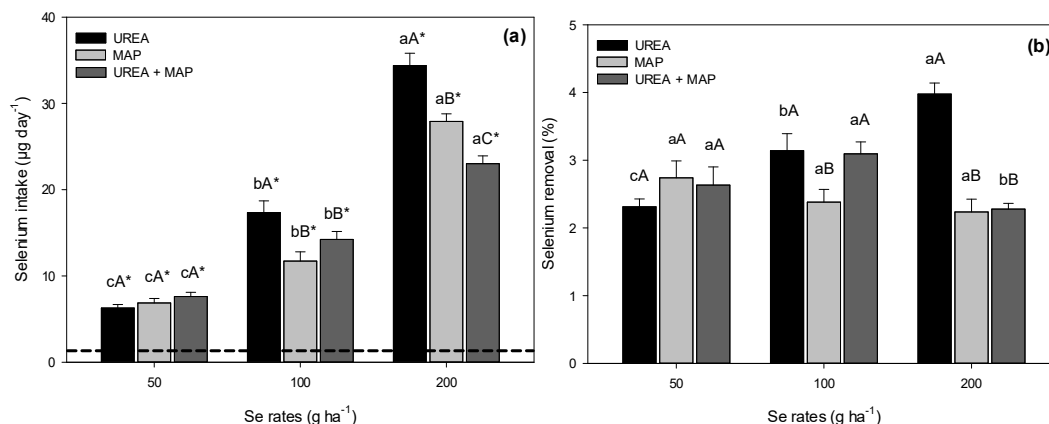 (a)
UREA
MAP
UREA + MAP
Selenium intake (µg day⁻¹)
40
30
20
10
0
cA* cA* cA*
bA*
bB*
bB*
aA*
aB*
aC*
50 100 200
Se rates (g ha⁻¹)
(b)
UREA
MAP
UREA + MAP
Selenium removal (%)
5
4
3
2
1
0
cA
aA
aA
bA
aB
aA
aA
aB
bB
50 100 200
Se rates (g ha⁻¹)